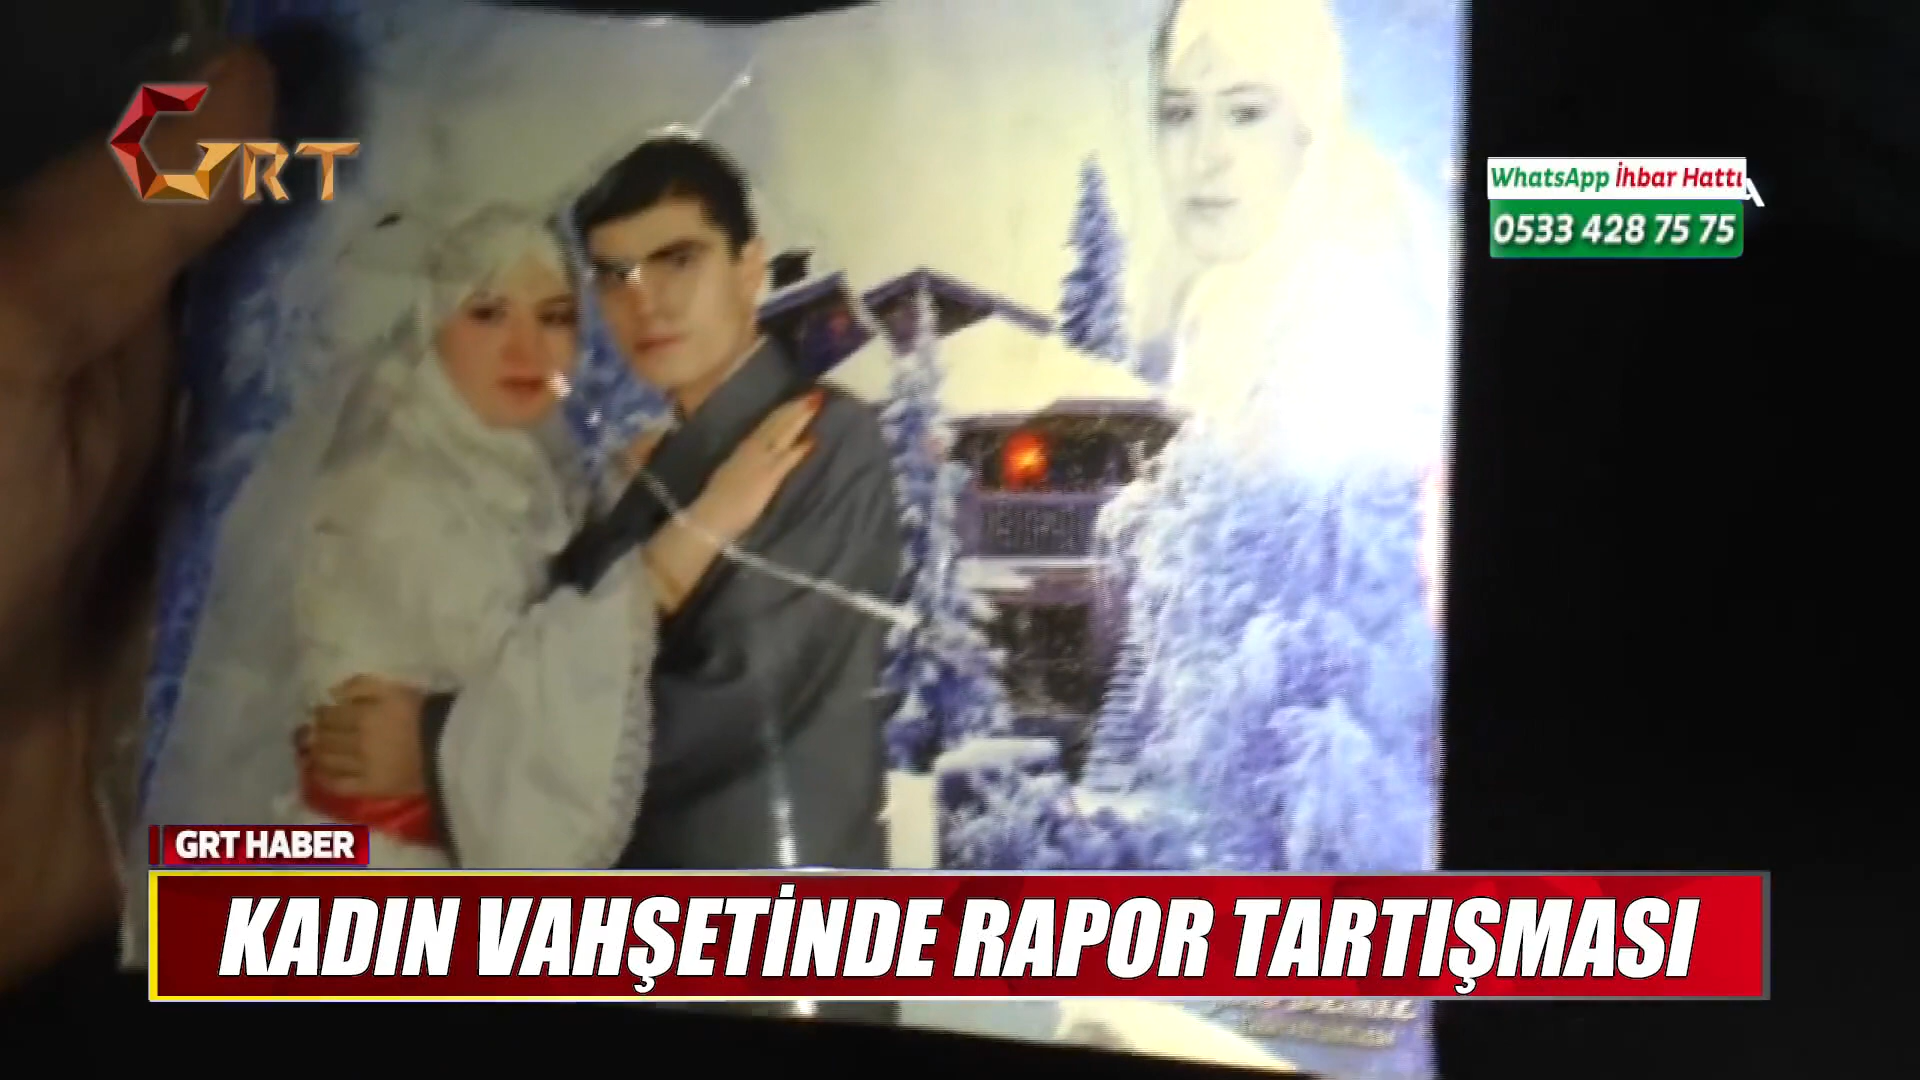 GRT
WhatsApp İhbar Hattı
0533 428 75 75
GRT HABER
KADIN VAHŞETİNDE RAPOR TARTIŞMASI